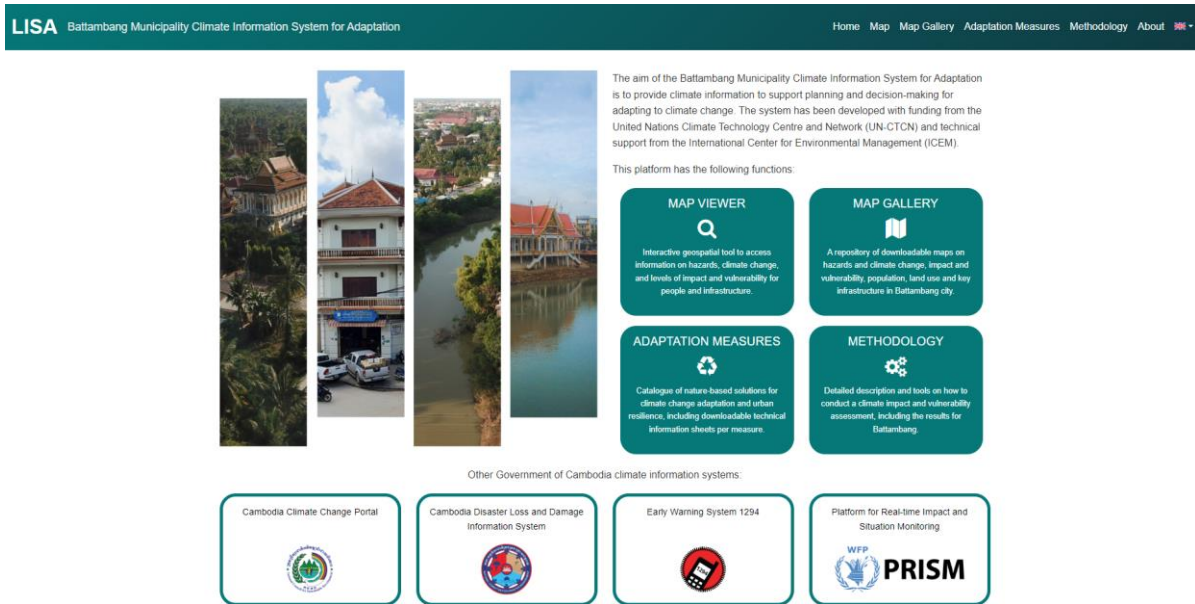 LISA Battambang Municipality Climate Information System for Adaptation
Home Map Map Gallery Adaptation Measures Methodology About
The aim of the Battambang Municipality Climate Information System for Adaptation
is to provide climate information to support planning and decision-making for
adapting to climate change. The system has been developed with funding from the
United Nations Climate Technology Centre and Network (UN-CTCN) and technical
support from the International Center for Environmental Management (ICEM).
This platform has the following functions:
MAP VIEWER
Interactive geospatial tool to access
information on hazards, climate change,
and levels of impact and vulnerability for
people and infrastructure.
MAP GALLERY
A repository of downloadable maps on
hazards and climate change, impact and
vulnerability, population, land use and key
infrastructure in Battambang city.
ADAPTATION MEASURES
Catalogue of nature-based solutions for
climate change adaptation and urban
resilience, including downloadable technical
information sheets per measure.
METHODOLOGY
Detailed description and tools on how to
conduct a climate impact and vulnerability
assessment, including the results for
Battambang.
Other Government of Cambodia climate information systems:
Cambodia Climate Change Portal
Cambodia Disaster Loss and Damage
Information System
Early Warning System 1294
1294
Platform for Real-time Impact and
Situation Monitoring
WFP
PRISM